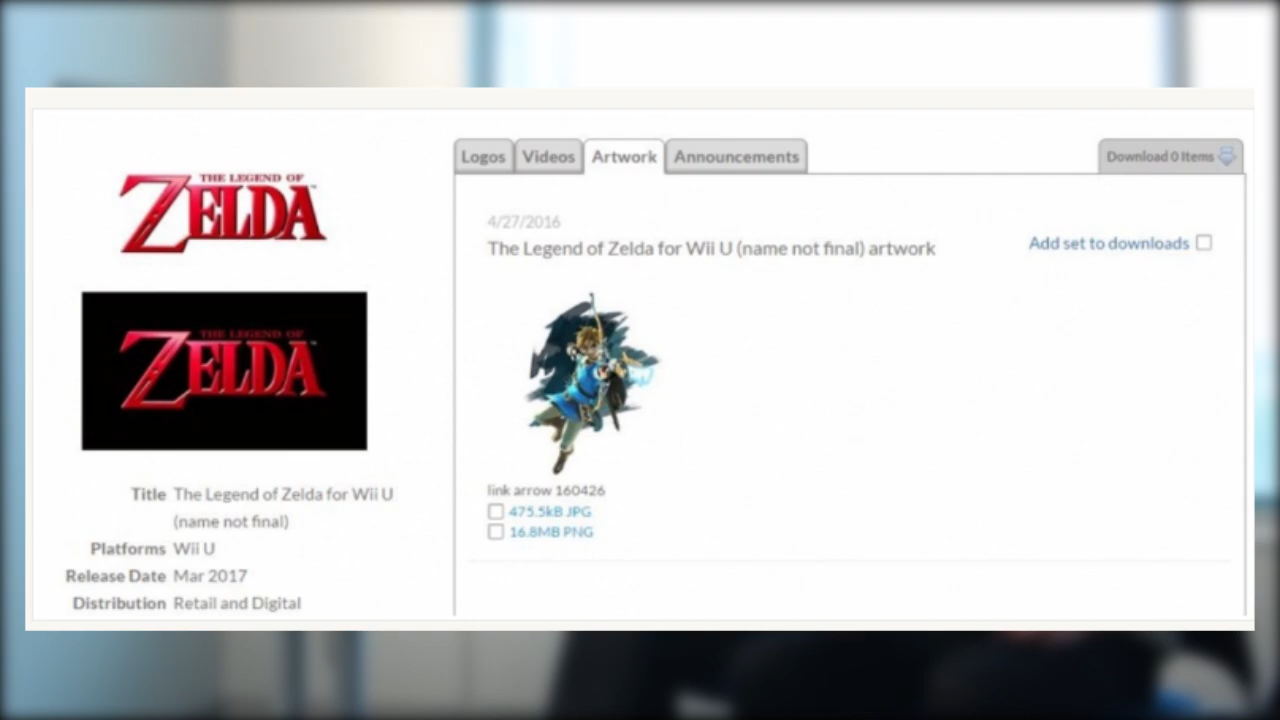 THE LEGEND OF
ZELDA
THE LEGEND OF
ZELDA
Title The Legend of Zelda for Wii U
(name not final)
Platforms Wii U
Release Date Mar 2017
Distribution Retail and Digital
Logos Videos Artwork Announcements
Download 0 Items
4/27/2016
The Legend of Zelda for Wii U (name not final) artwork
Add set to downloads
link arrow 160426
475.5kB JPG
16.8MB PNG